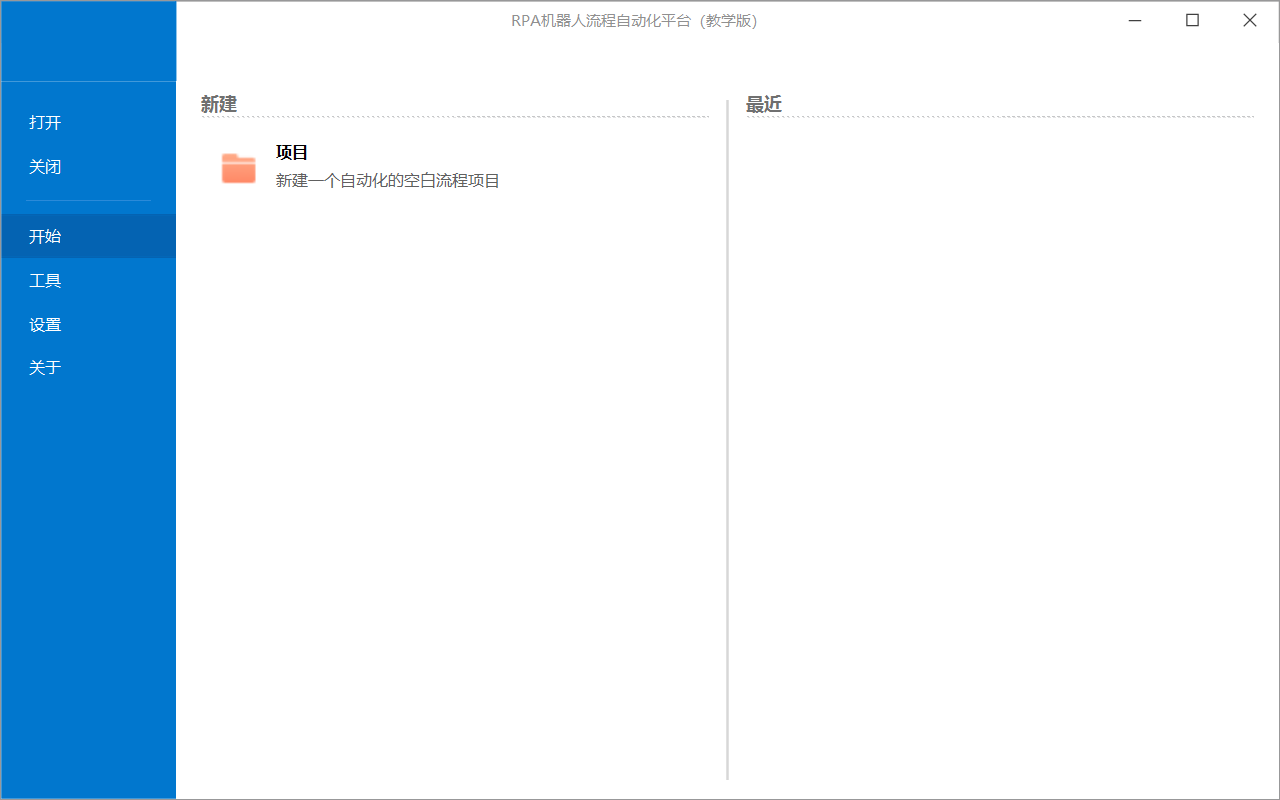 RPA机器人流程自动化平台（教学版）
打开
关闭
开始
工具
设置
关于
新建
项目
新建一个自动化的空白流程项目
最近